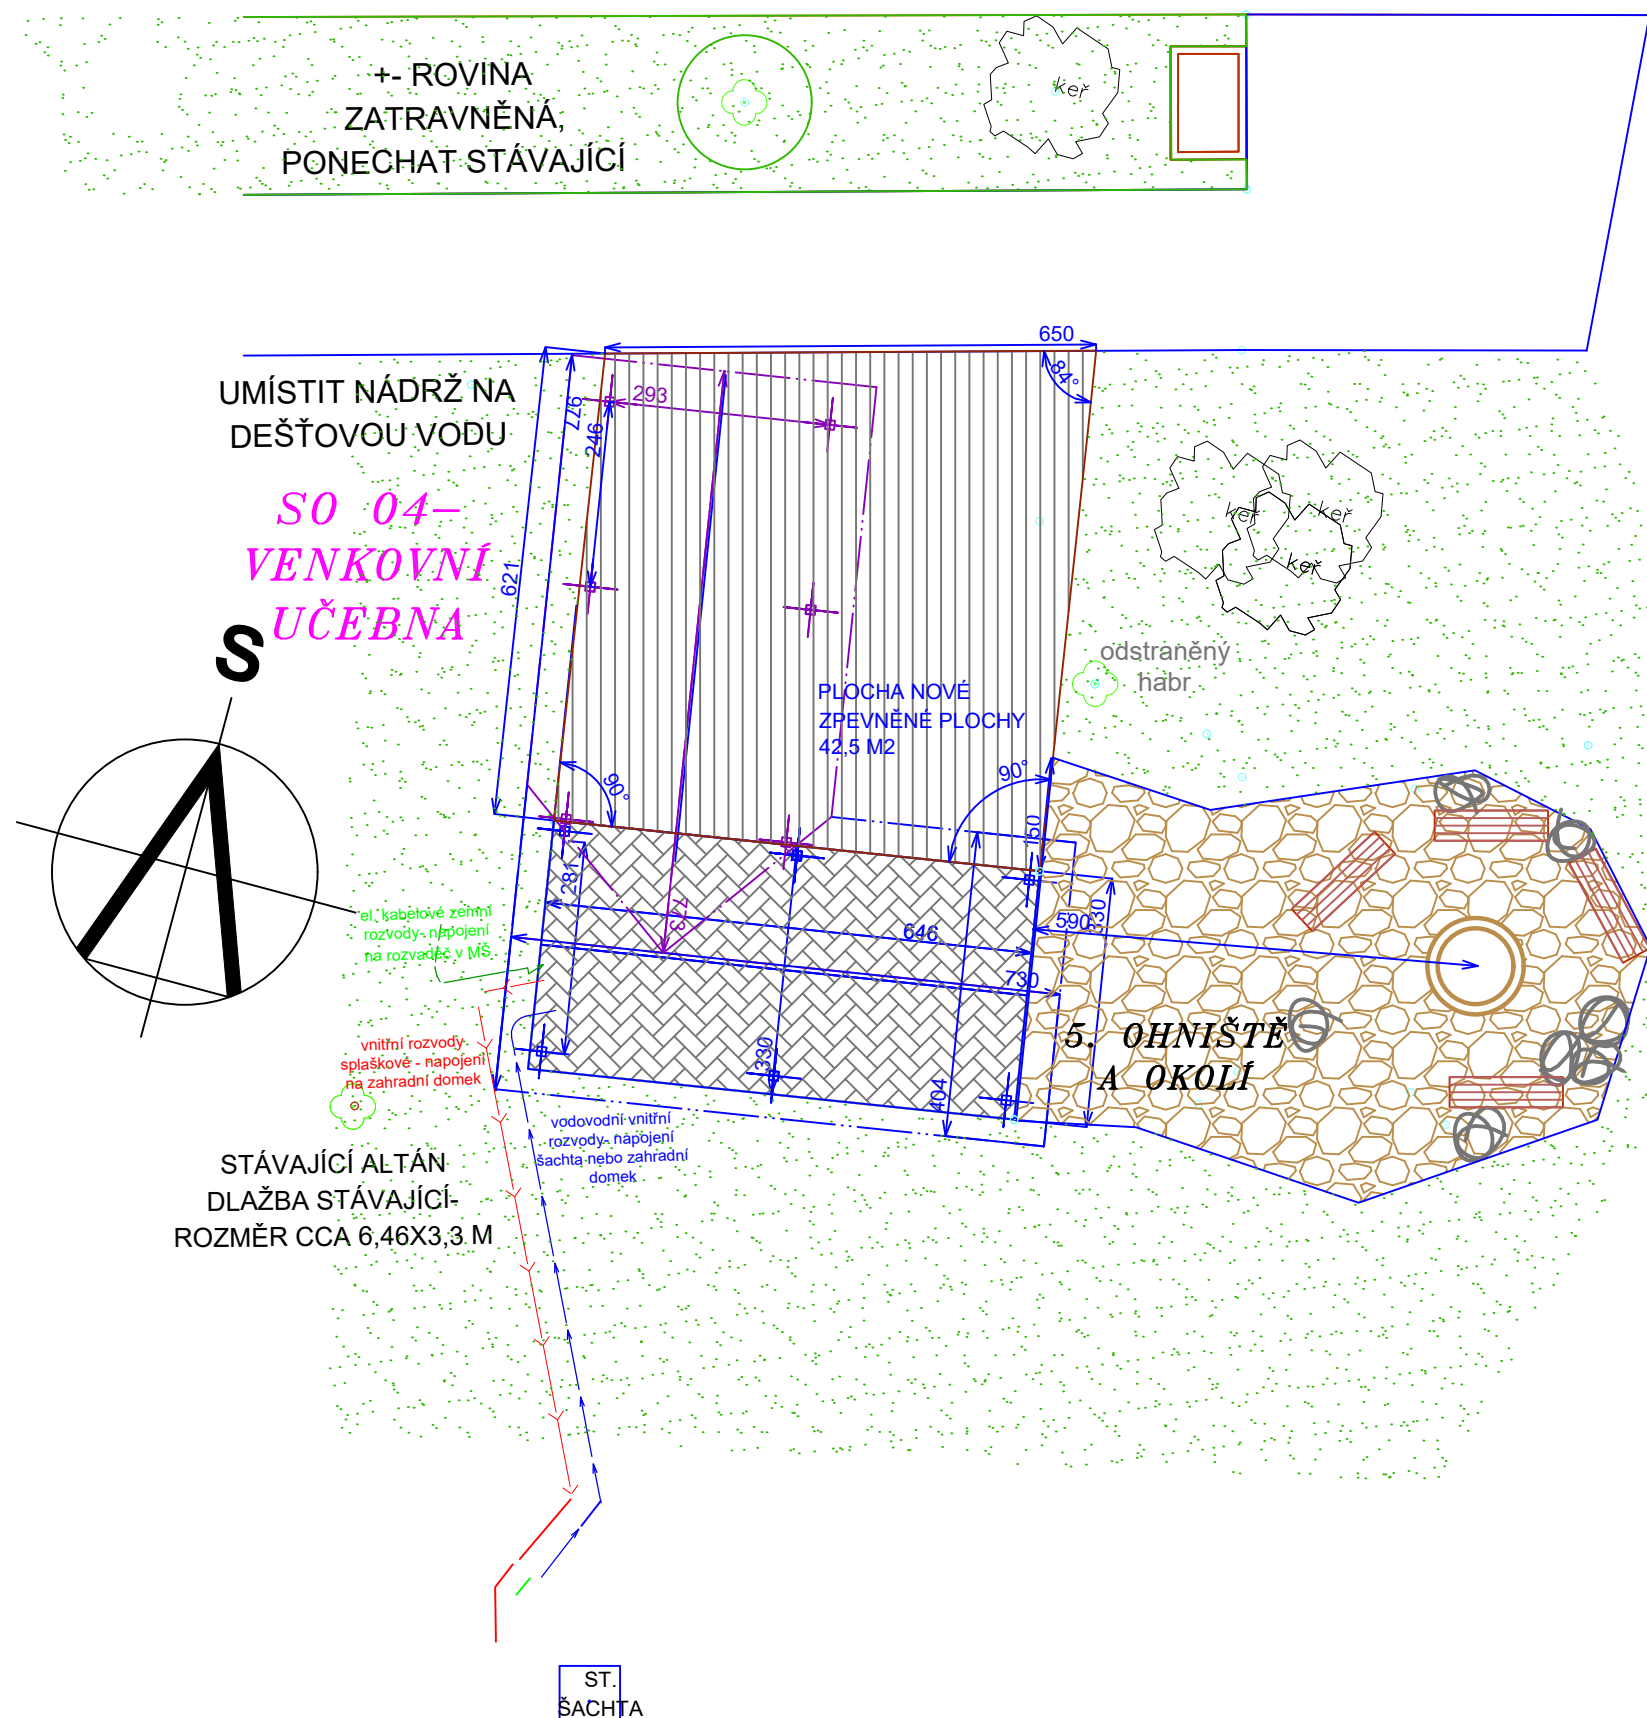 +- ROVINA
ZATRAVNĚNÁ,
PONECHAT STÁVAJÍCÍ
keř
650
84°
UMÍSTIT NÁDRŽ NA
DEŠŤOVOU VODU
293
977
246
SO 04-
VENKOVNÍ
UČEBNA
621
S
keř
keř
keř
odstraněný
habr
PLOCHA NOVÉ
ZPEVNĚNÉ PLOCHY
42,5 M2
90°
90°
150
281
743
646
590
330
730
el. kabelové zemní
rozvody- napojení
na rozvaděč v MŠ
5. OHNIŠTĚ
A OKOLÍ
vnitřní rozvody
splaškové - napojení
na zahradní domek
330
404
vodovodní vnitřní
rozvody- napojení
šachta nebo zahradní
domek
STÁVAJÍCÍ ALTÁN
DLAŽBA STÁVAJÍCÍ-
ROZMĚR CCA 6,46X3,3 M
ST.
ŠACHTA